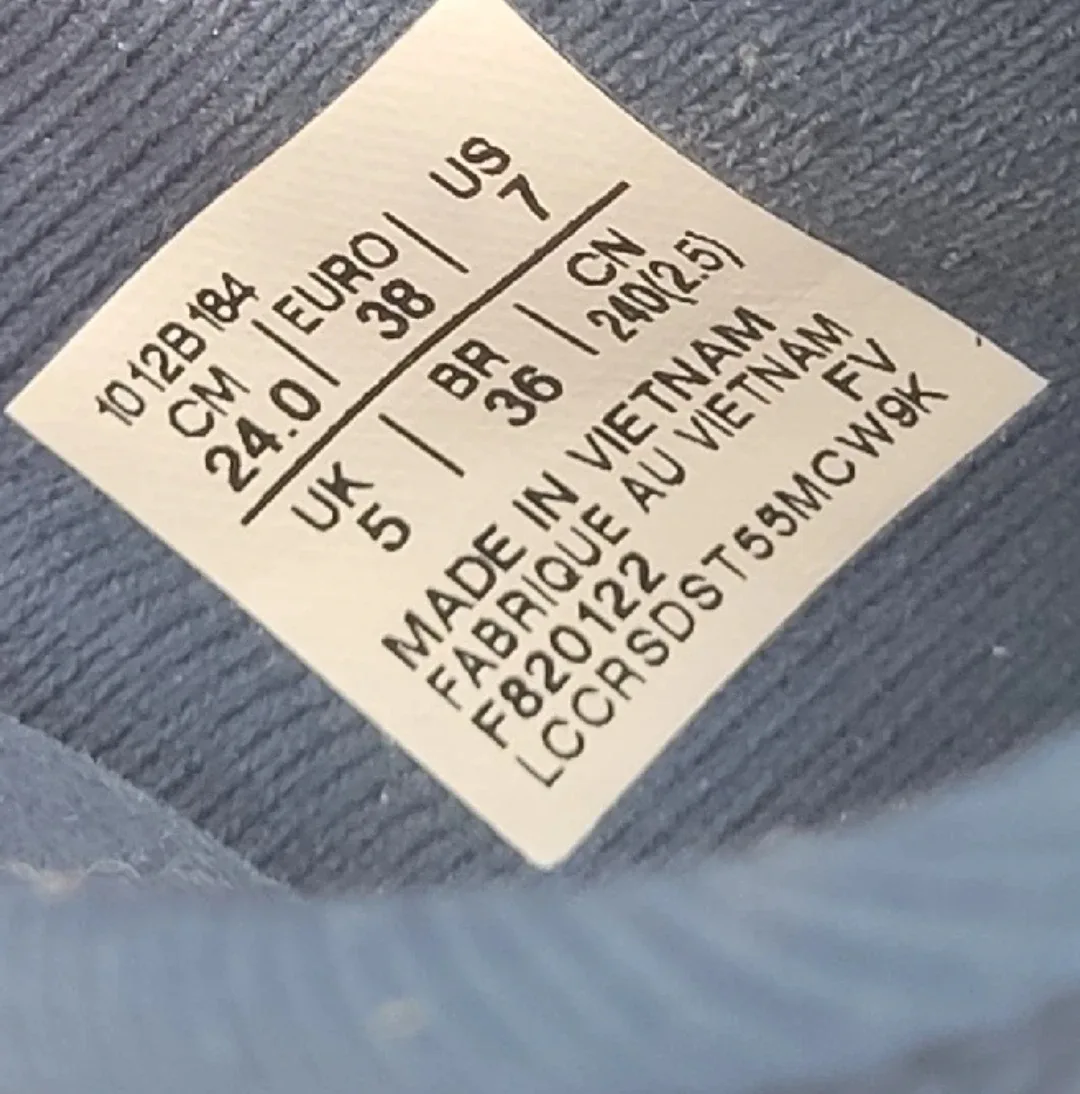 1012B184
CM | EURO | US
24.0 | 38 | 7
UK | BR | CN
5 | 36 | 240(2.5)
MADE IN VIETNAM
FABRIQUE AU VIETNAM
F820122 FV
LCCRSDST55MCW9K